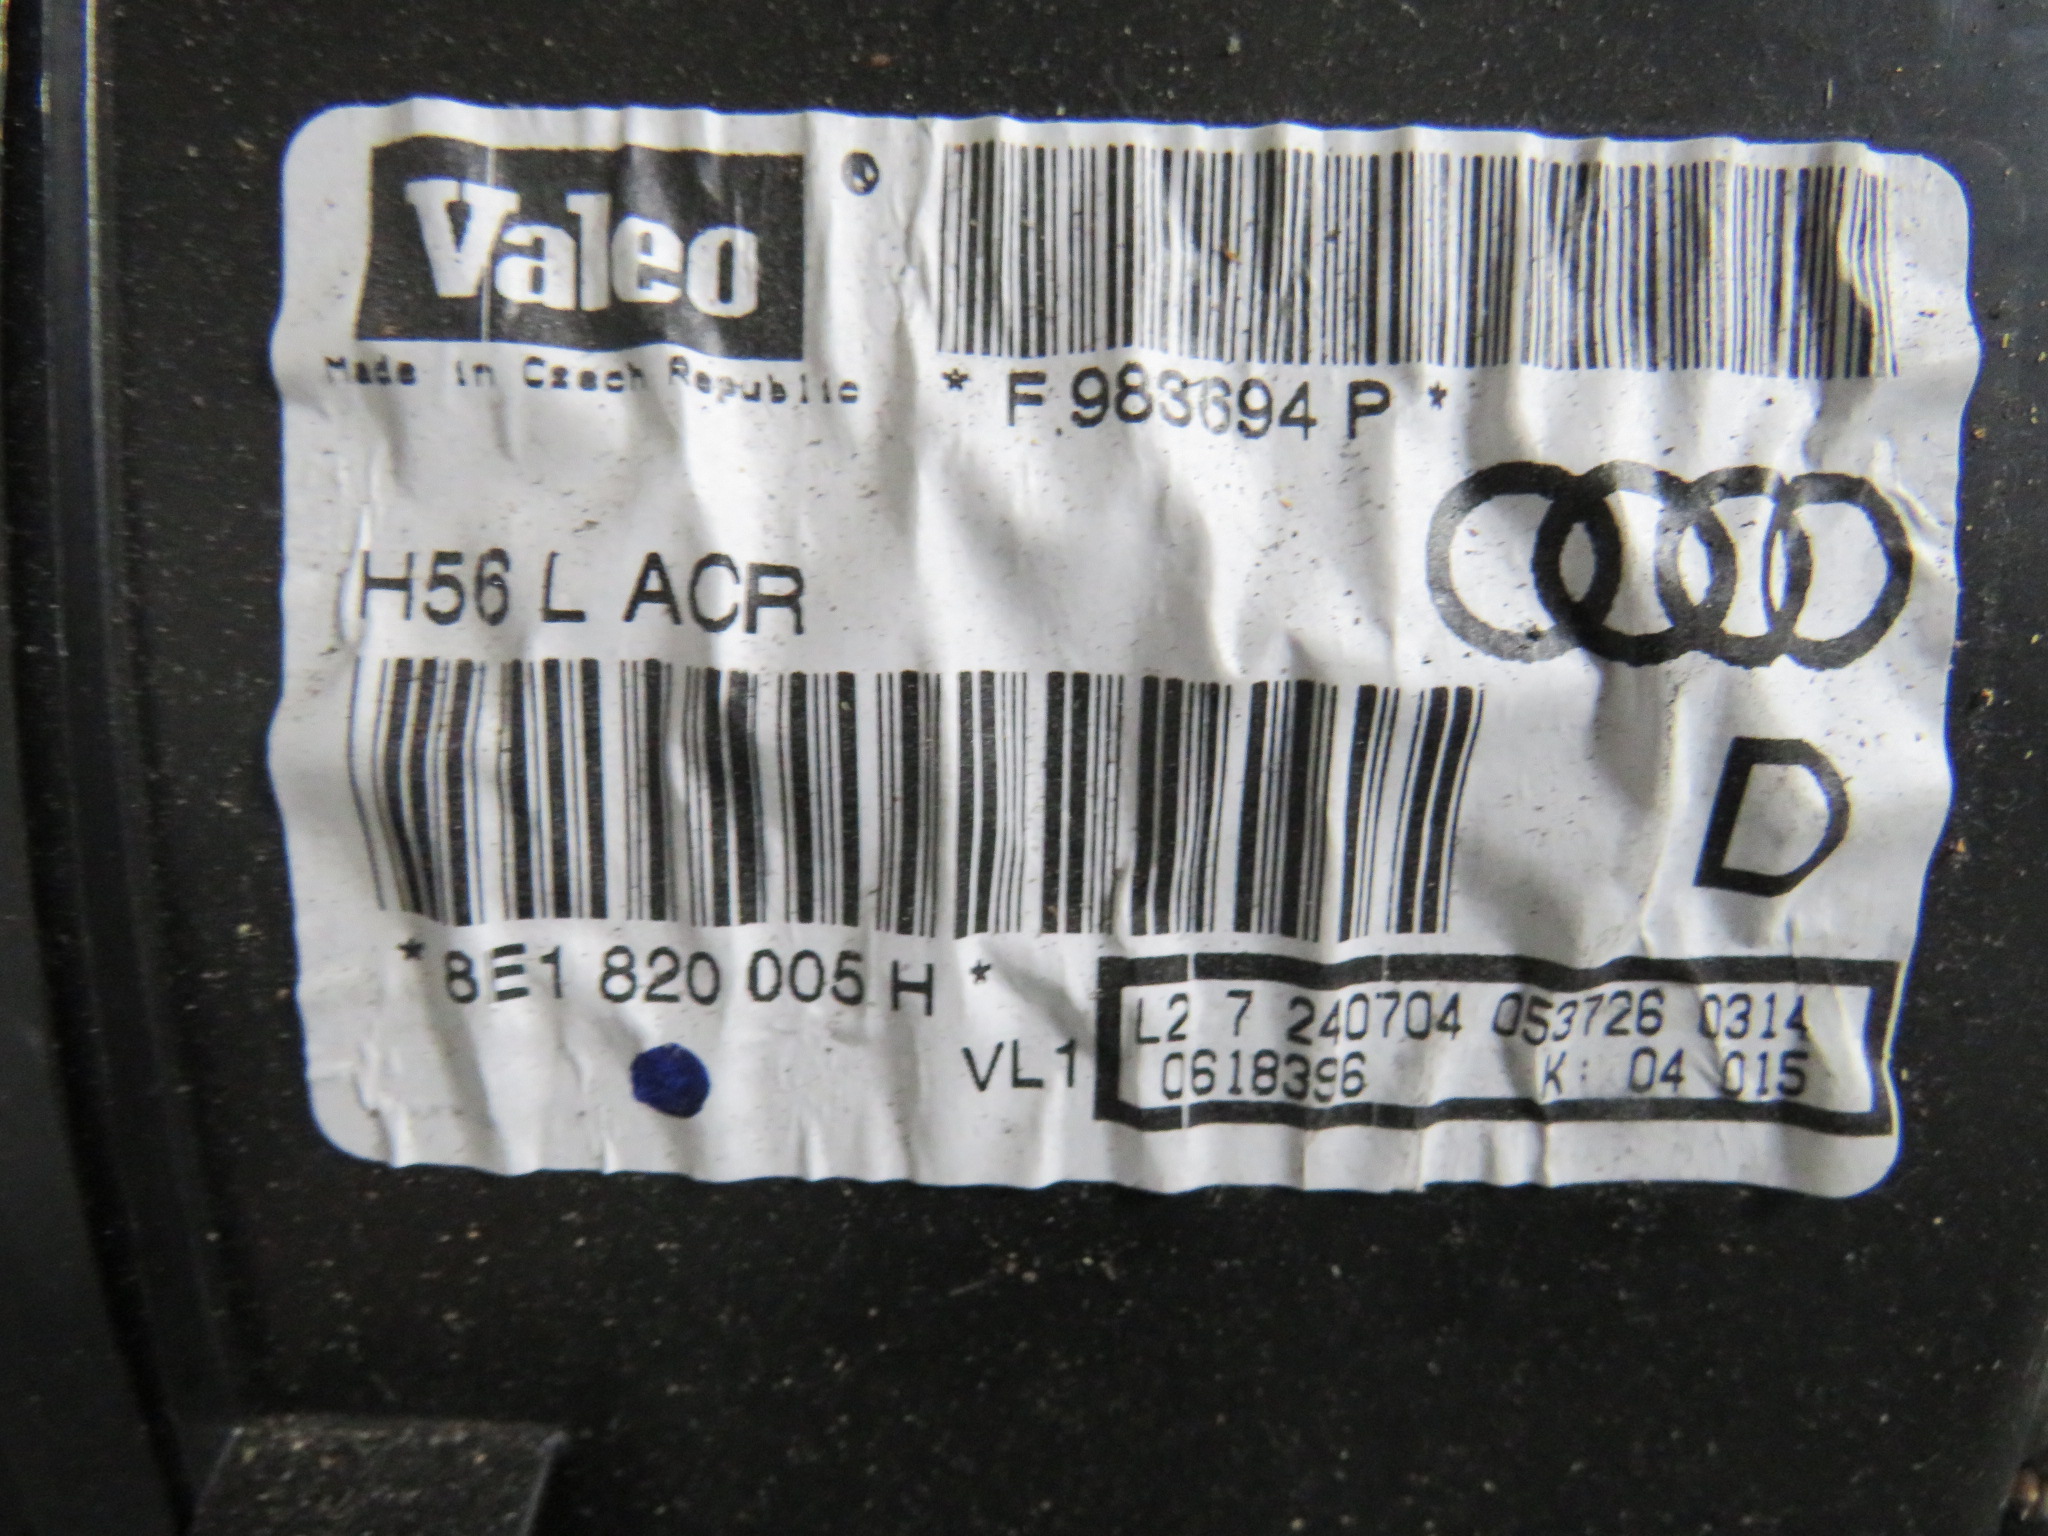 Valeo
Made in Czech Republic
* F 983694 P *
H56 L ACR
D
* 8E1 820 005 H *
VL1
L2 7 240704 053726 0314
0618396 K: 04 015